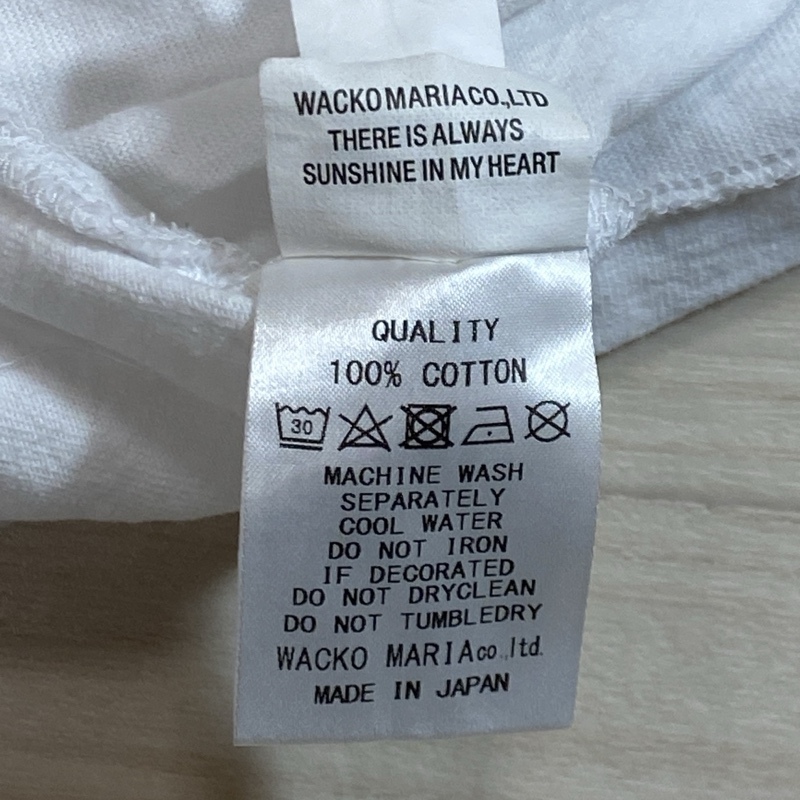 WACKO MARIA CO.,LTD
THERE IS ALWAYS
SUNSHINE IN MY HEART
QUALITY
100% COTTON
30
MACHINE WASH
SEPARATELY
COOL WATER
DO NOT IRON
IF DECORATED
DO NOT DRYCLEAN
DO NOT TUMBLEDRY
WACKO MARIA co.,ltd.
MADE IN JAPAN